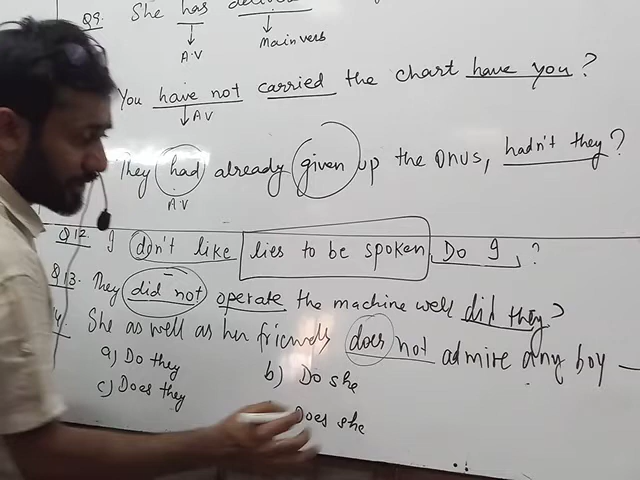 Q9. She has
A.V Main verb
You have not carried the chart have you?
A.V
They had already given up the onus, hadn't they?
A.V
Q12. I don't like lies to be spoken, Do I ?
Q13. They did not operate the machine well did they?
She as well as her friends does not admire any boy —
a) Do they b) Do she
c) Does they Does she